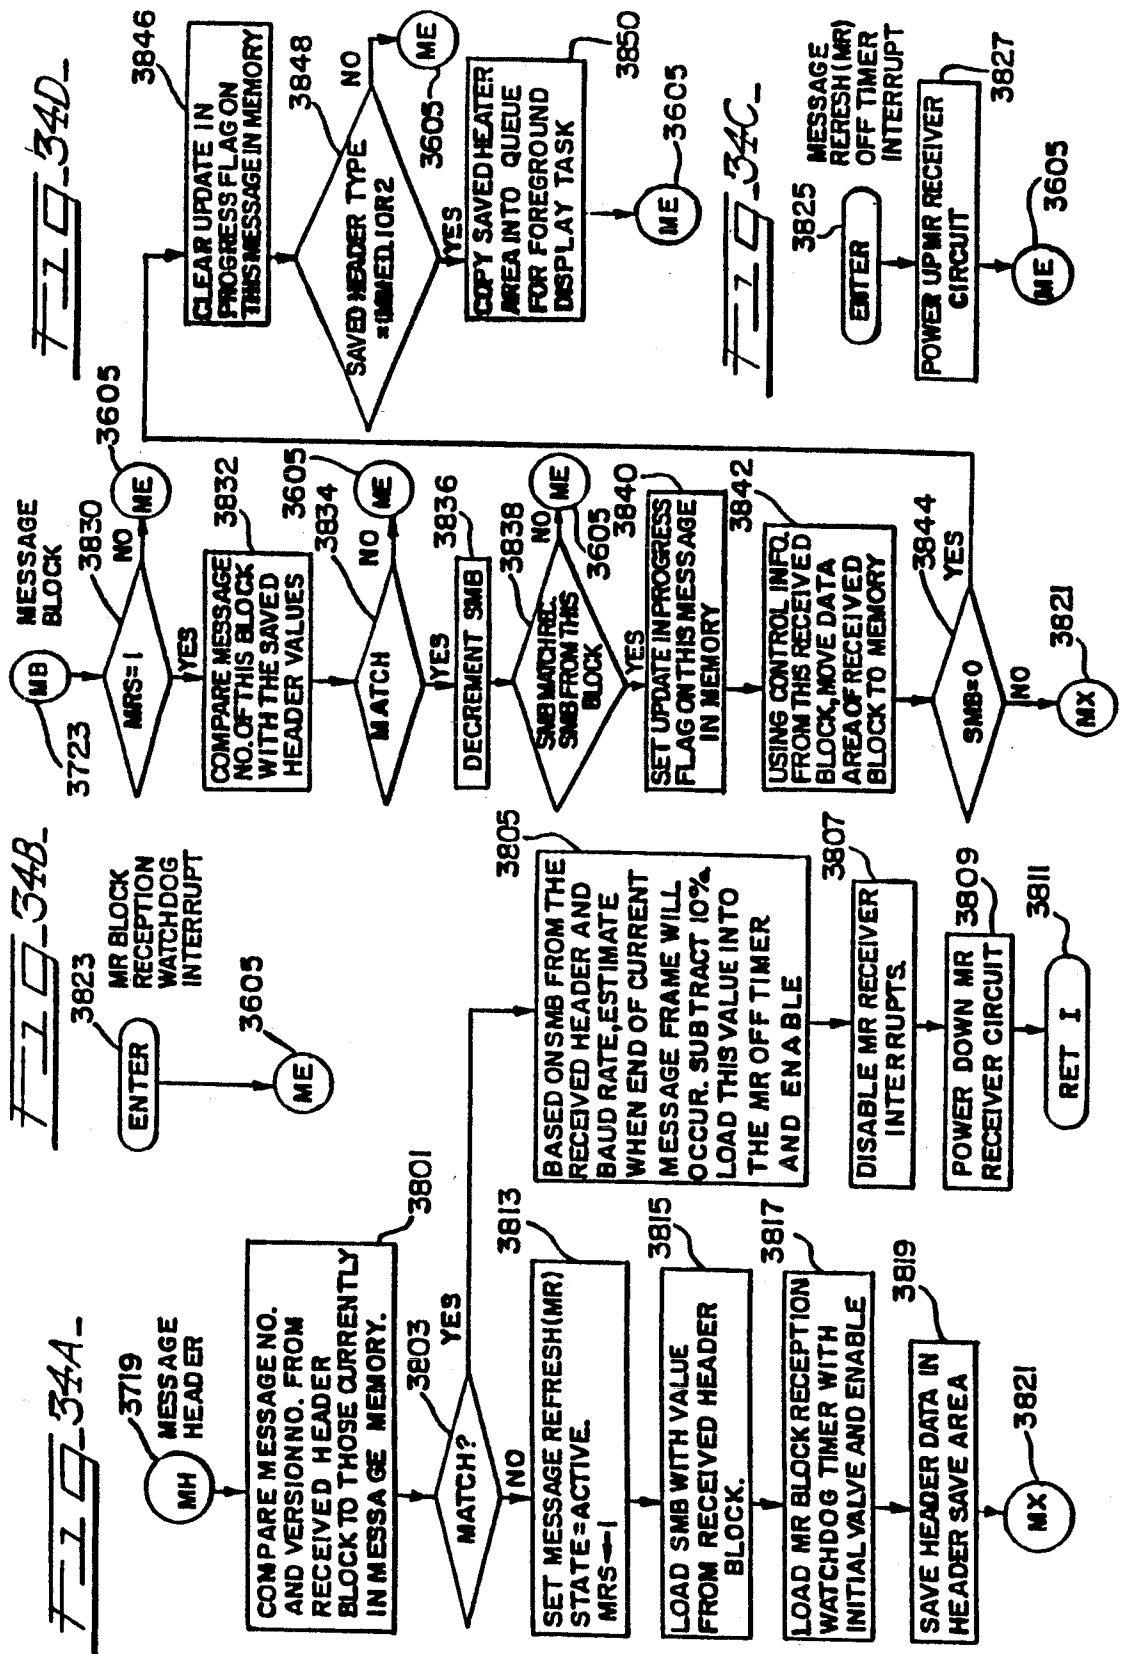 FIG_34A_
3719
MH
MESSAGE
HEADER
COMPARE MESSAGE NO.
AND VERSION NO. FROM
RECEIVED HEADER
BLOCK TO THOSE CURRENTLY
IN MESSAGE MEMORY.
3801
MATCH?
3803
YES
NO
SET MESSAGE REFRESH(MR)
STATE=ACTIVE.
MRS←1
3813
LOAD SMB WITH VALUE
FROM RECEIVED HEADER
BLOCK.
3815
LOAD MR BLOCK RECEPTION
WATCHDOG TIMER WITH
INITIAL VALVE AND ENABLE
3817
SAVE HEADER DATA IN
HEADER SAVE AREA
3819
MX
3821
BASED ON SMB FROM THE
RECEIVED HEADER AND
BAUD RATE, ESTIMATE
WHEN END OF CURRENT
MESSAGE FRAME WILL
OCCUR. SUBTRACT 10%.
LOAD THIS VALUE INTO
THE MR OFF TIMER
AND ENABLE
3805
DISABLE MR RECEIVER
INTERRUPTS.
3807
POWER DOWN MR
RECEIVER CIRCUIT
3809
RET I
3811
FIG_34B_
3823
ENTER
MR BLOCK
RECEPTION
WATCHDOG
INTERRUPT
3605
ME
3723
MB
MESSAGE
BLOCK
MRS=1
3830
NO
ME
3605
YES
COMPARE MESSAGE
NO. OF THIS BLOCK
WITH THE SAVED
HEADER VALUES
3832
MATCH
3834
NO
ME
3605
YES
DECREMENT SMB
3836
SMB MATCH REC.
SMB FROM THIS
BLOCK
3838
NO
ME
3605
YES
SET UPDATE IN PROGRESS
FLAG ON THIS MESSAGE
IN MEMORY
3840
USING CONTROL INFO.
FROM THIS RECEIVED
BLOCK, MOVE DATA
AREA OF RECEIVED
BLOCK TO MEMORY
3842
SMB=0
3844
YES
NO
MX
3821
FIG_34D_
CLEAR UPDATE IN
PROGRESS FLAG ON
THIS MESSAGE IN MEMORY
3846
SAVED HEADER TYPE
=IMMED.1 OR 2
3848
NO
ME
3605
YES
COPY SAVED HEATER
AREA INTO QUEUE
FOR FOREGROUND
DISPLAY TASK
3850
ME
3605
FIG_34C_
3825
ENTER
MESSAGE
RERESH (MR)
OFF TIMER
INTERRUPT
POWER UP MR RECEIVER
CIRCUIT
3827
ME
3605